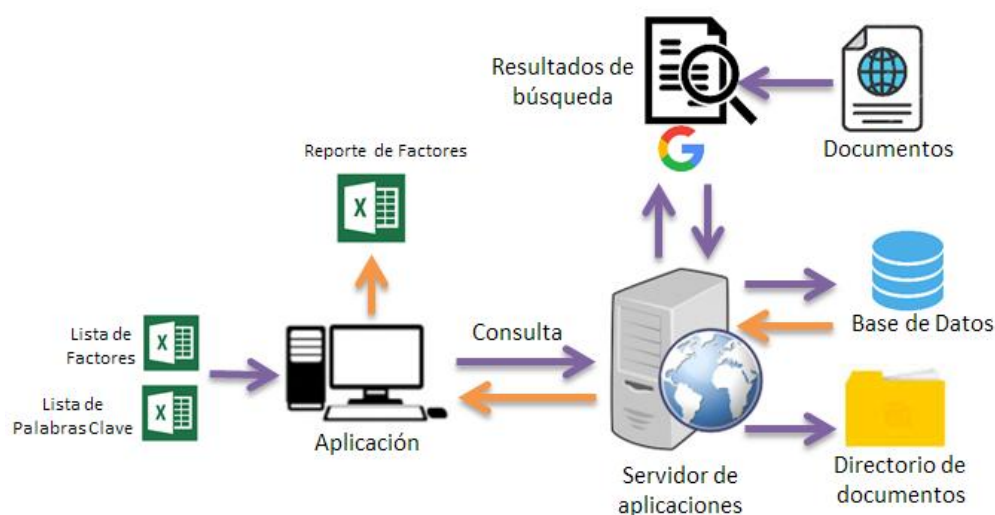 Resultados de
búsqueda
Documentos
Reporte de Factores
X
Lista de
Factores
X
Lista de
Palabras Clave
X
Aplicación
Consulta
Servidor de
aplicaciones
Base de Datos
Directorio de
documentos
G